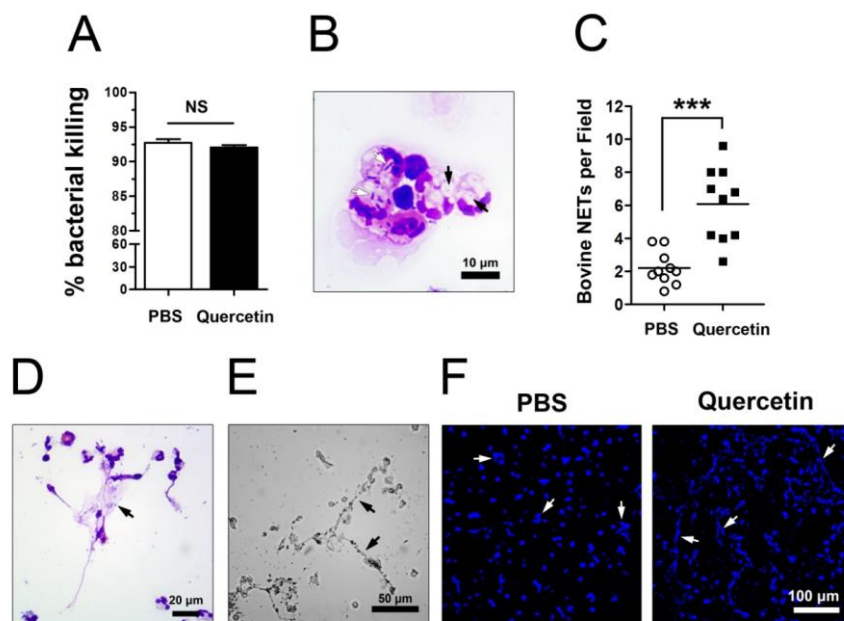 A
B
C
% bacterial killing
100
95
90
85
80
60
30
0
NS
PBS
Quercetin
10 µm
Bovine NETs per Field
12
10
8
6
4
2
0
***
PBS
Quercetin
D
E
F
20 µm
50 µm
PBS
Quercetin
100 µm